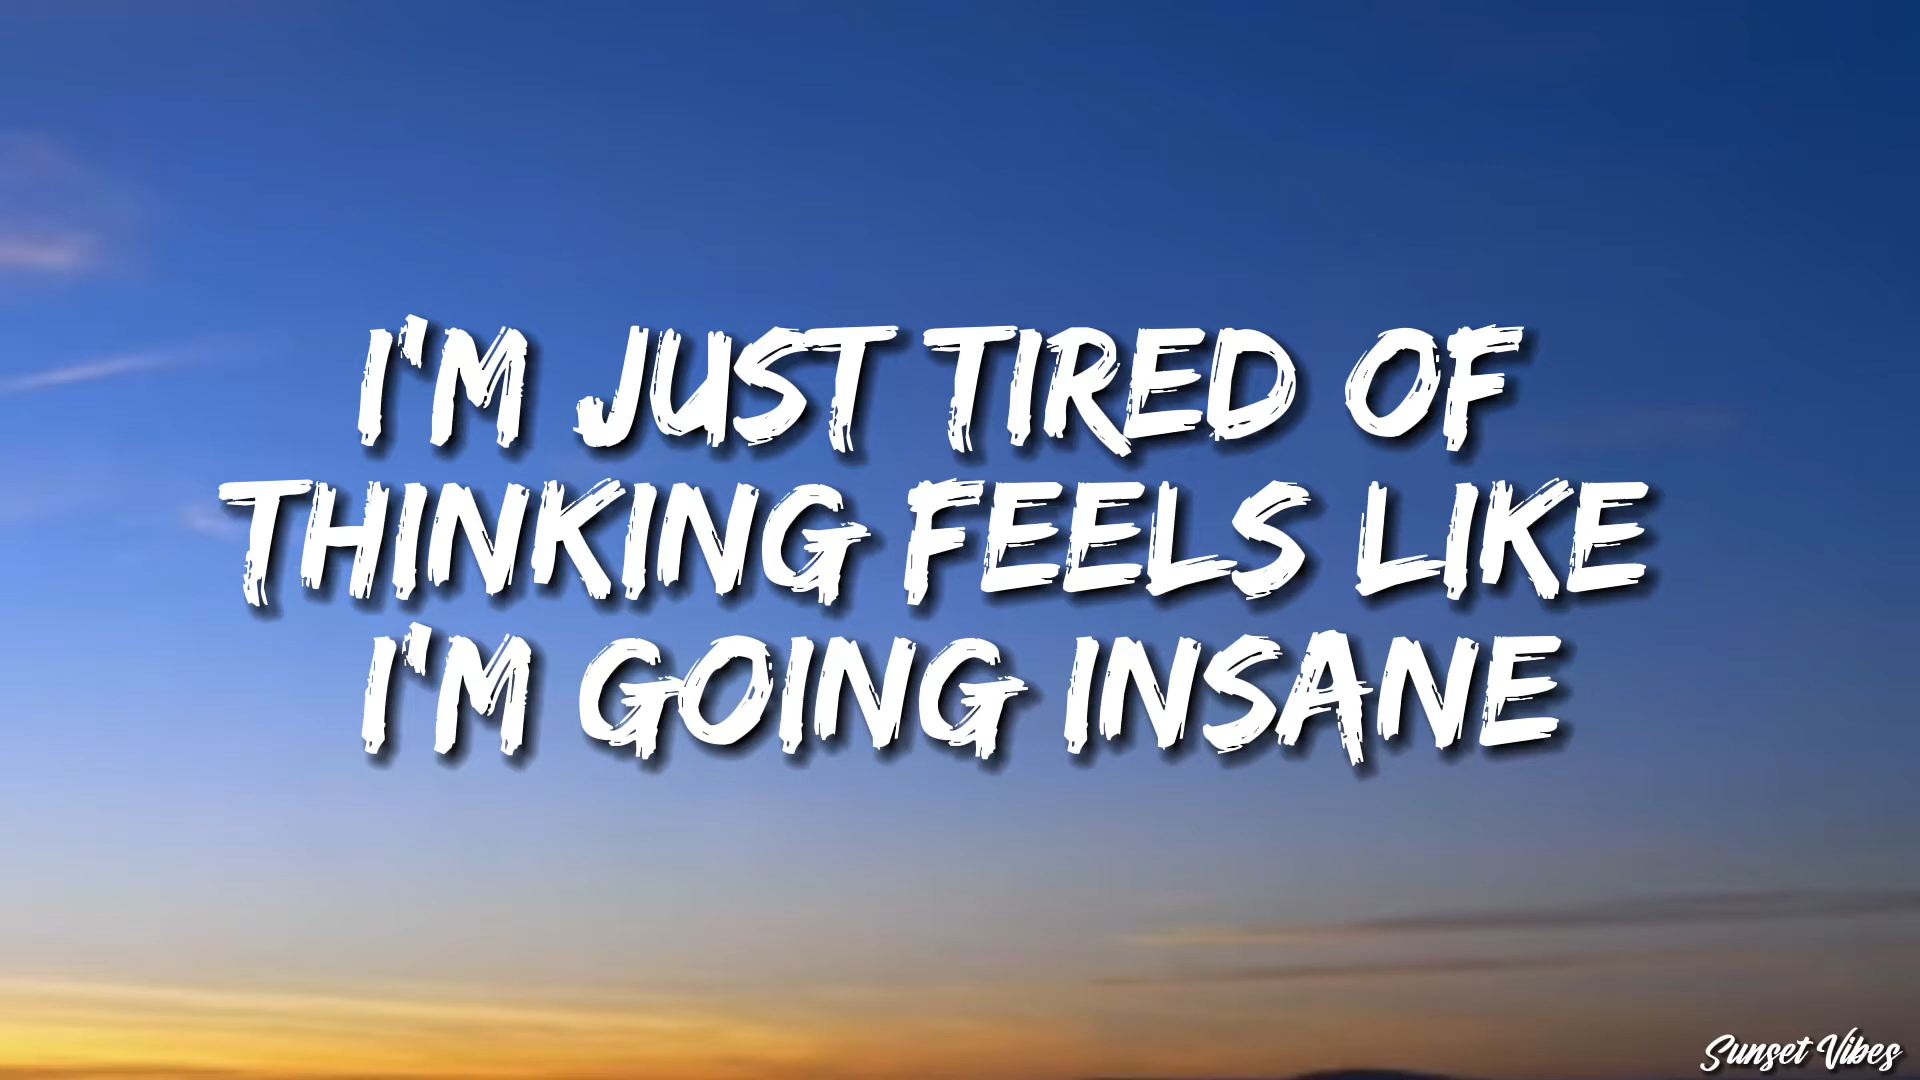 I'M JUST TIRED OF
THINKING FEELS LIKE
I'M GOING INSANE
Sunset Vibes